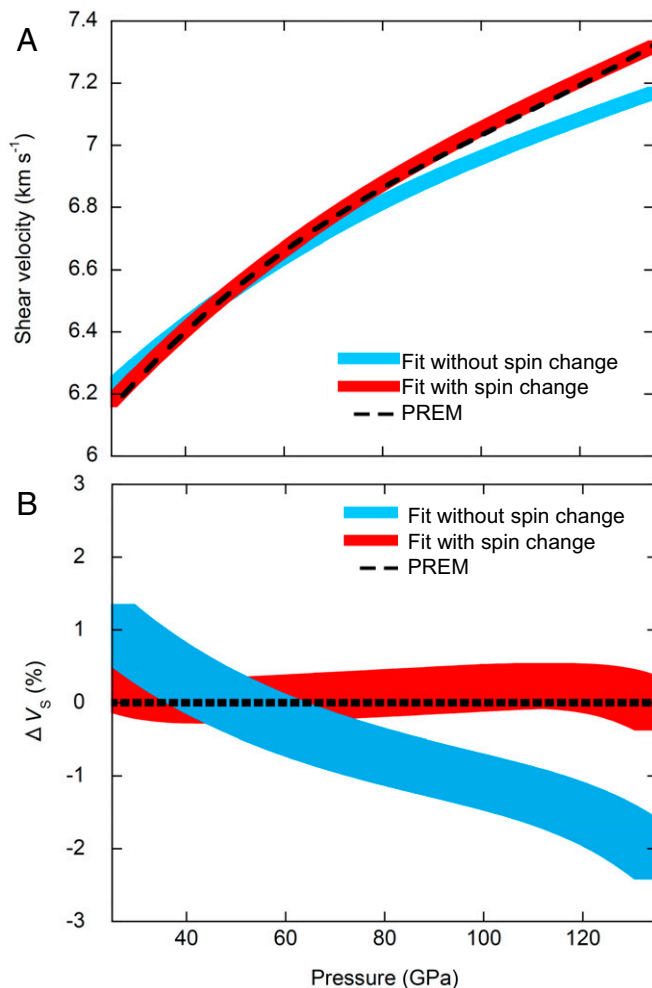 A
7.4
7.2
7
6.8
6.6
6.4
6.2
6
Shear velocity (km s⁻¹)
Fit without spin change
Fit with spin change
PREM
B
3
2
1
0
-1
-2
-3
Δ Vₛ (%)
Fit without spin change
Fit with spin change
PREM
40 60 80 100 120
Pressure (GPa)